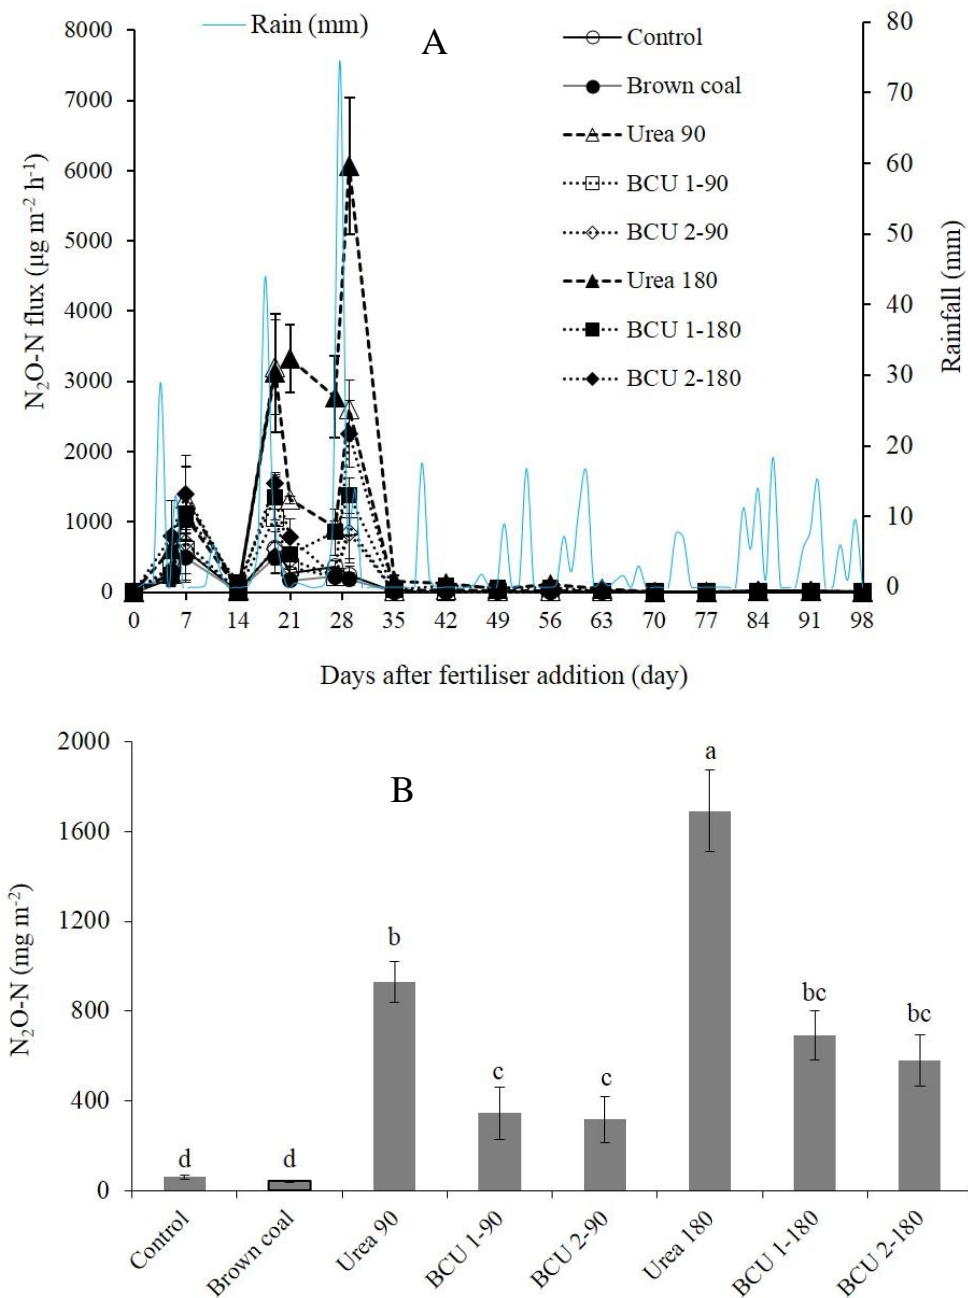 Rain (mm)
A
8000
7000
6000
5000
4000
3000
2000
1000
0
N₂O-N flux (µg m⁻² h⁻¹)
Control
Brown coal
Urea 90
BCU 1-90
BCU 2-90
Urea 180
BCU 1-180
BCU 2-180
80
70
60
50
40
30
20
10
0
Rainfall (mm)
0 7 14 21 28 35 42 49 56 63 70 77 84 91 98
Days after fertiliser addition (day)
B
2000
1600
1200
800
400
0
N₂O-N (mg m⁻²)
d d b c c a bc bc
Control
Brown coal
Urea 90
BCU 1-90
BCU 2-90
Urea 180
BCU 1-180
BCU 2-180